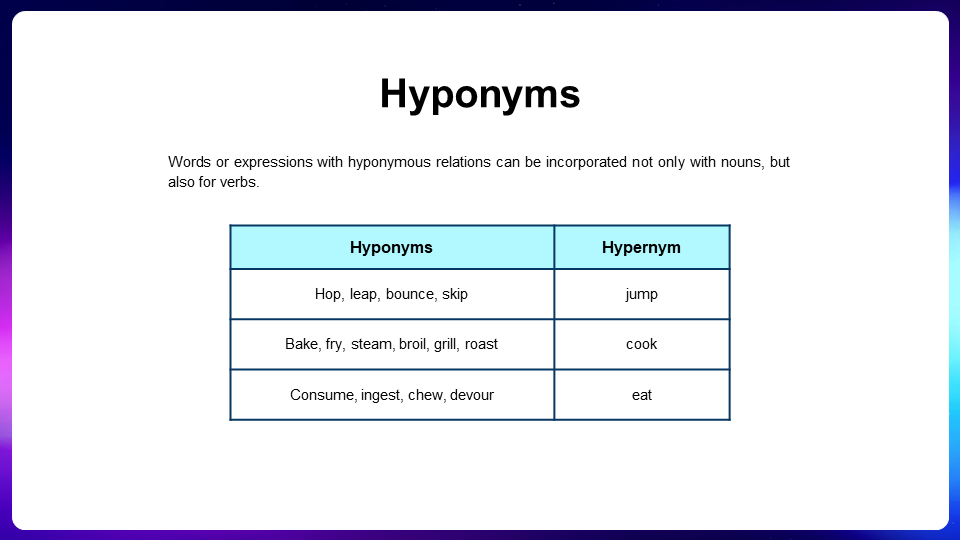 Hyponyms
Words or expressions with hyponymous relations can be incorporated not only with nouns, but
also for verbs.
Hyponyms Hypernym
Hop, leap, bounce, skip jump
Bake, fry, steam, broil, grill, roast cook
Consume, ingest, chew, devour eat